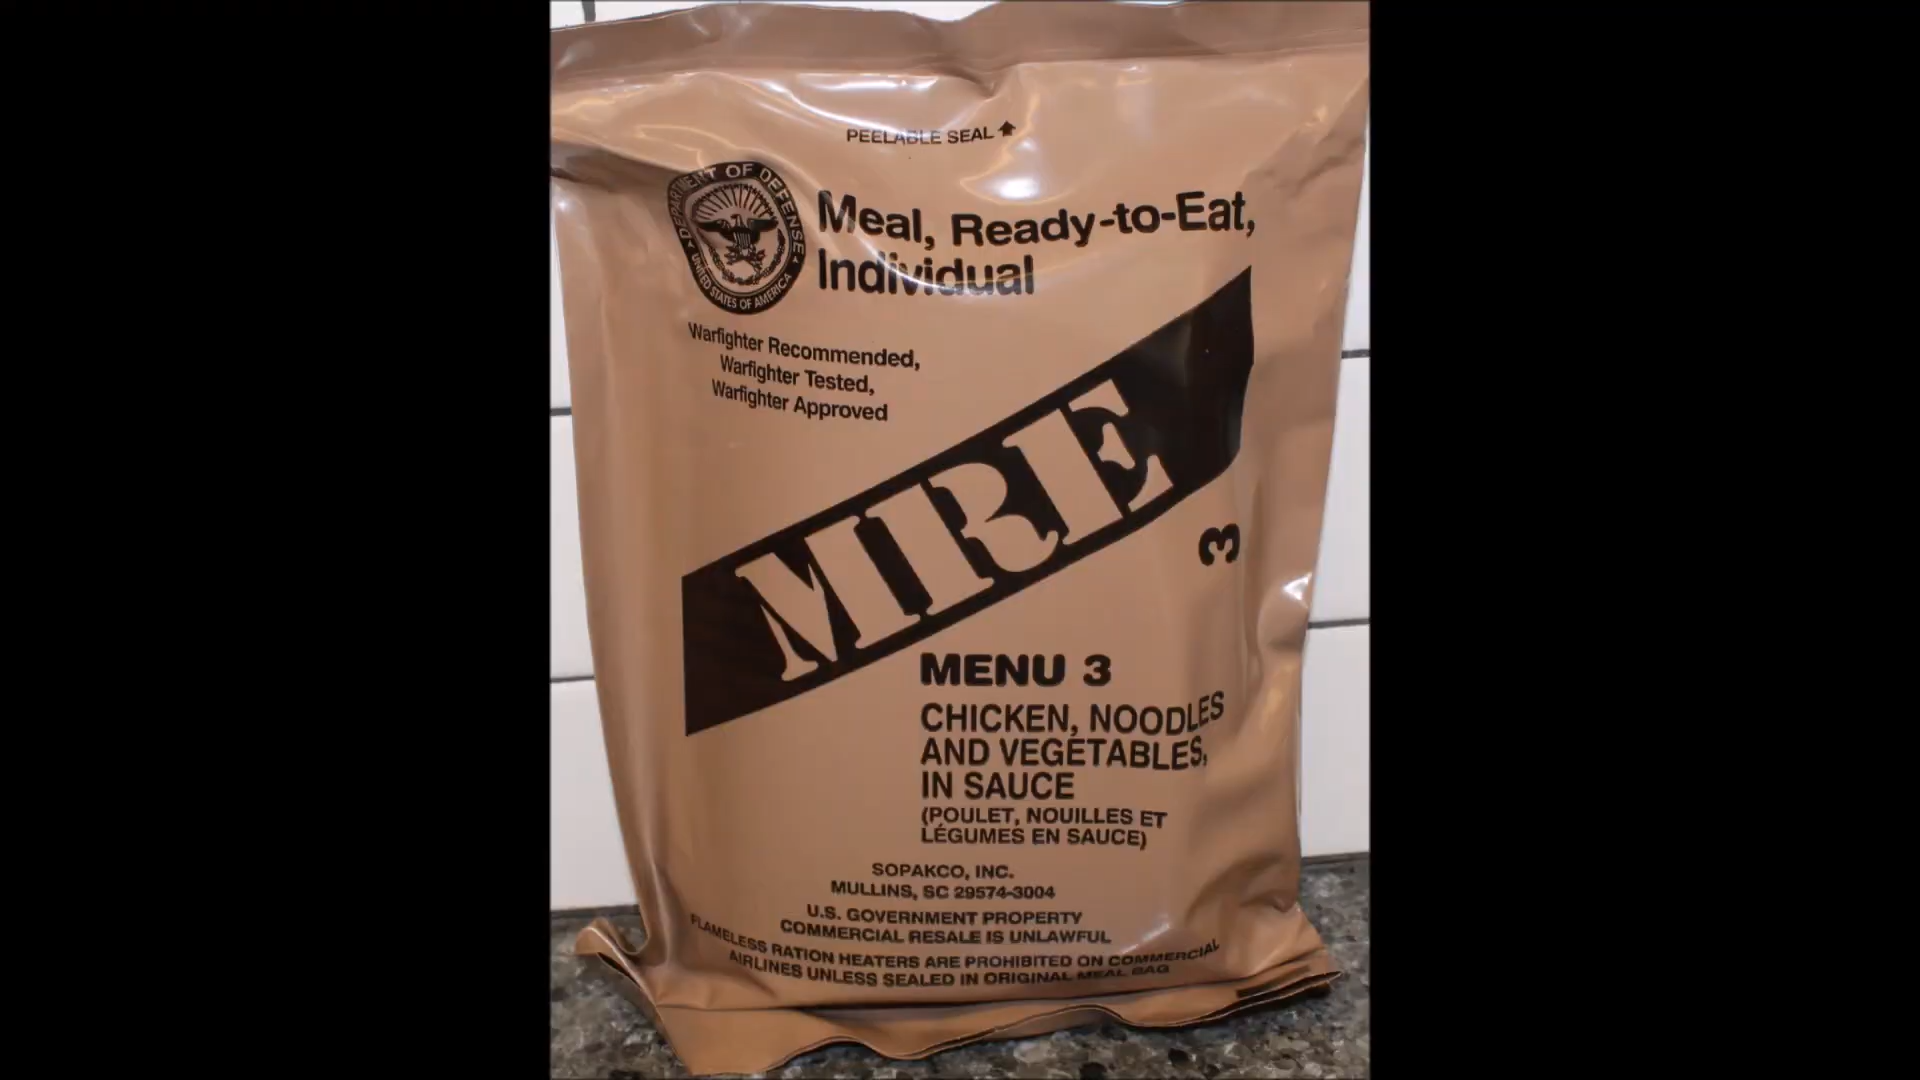 PEELABLE SEAL
DEPARTMENT OF DEFENSE
UNITED STATES OF AMERICA
Meal, Ready-to-Eat,
Individual
Warfighter Recommended,
Warfighter Tested,
Warfighter Approved
MRE
3
MENU 3
CHICKEN, NOODLES
AND VEGETABLES,
IN SAUCE
(POULET, NOUILLES ET
LÉGUMES EN SAUCE)
SOPAKCO, INC.
MULLINS, SC 29574-3004
U.S. GOVERNMENT PROPERTY
COMMERCIAL RESALE IS UNLAWFUL
FLAMELESS RATION HEATERS ARE PROHIBITED ON COMMERCIAL
AIRLINES UNLESS SEALED IN ORIGINAL MEAL BAG